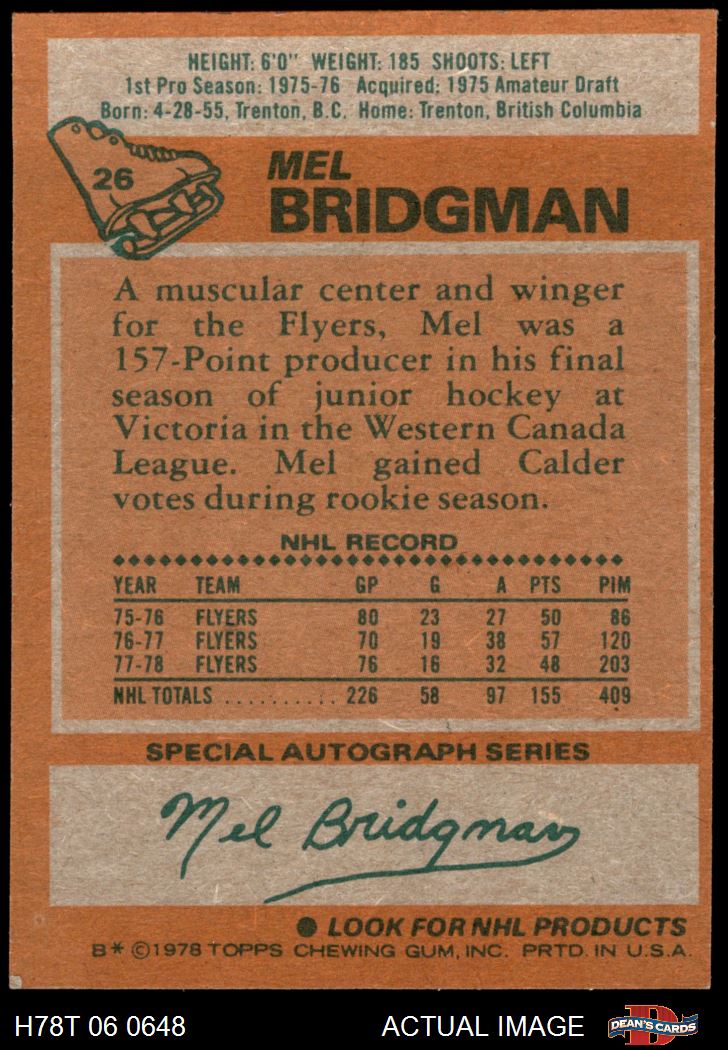 HEIGHT: 6'0" WEIGHT: 185 SHOOTS: LEFT
1st Pro Season: 1975-76 Acquired: 1975 Amateur Draft
Born: 4-28-55, Trenton, B.C. Home: Trenton, British Columbia
26
MEL
BRIDGMAN
A muscular center and winger
for the Flyers, Mel was a
157-Point producer in his final
season of junior hockey at
Victoria in the Western Canada
League. Mel gained Calder
votes during rookie season.
NHL RECORD
YEAR TEAM GP G A PTS PIM
75-76 FLYERS 80 23 27 50 86
76-77 FLYERS 70 19 38 57 120
77-78 FLYERS 76 16 32 48 203
NHL TOTALS .......... 226 58 97 155 409
SPECIAL AUTOGRAPH SERIES
Mel Bridgman
● LOOK FOR NHL PRODUCTS
B* ©1978 TOPPS CHEWING GUM, INC. PRTD. IN U.S.A.
H78T 06 0648 ACTUAL IMAGE DEAN'S CARDS